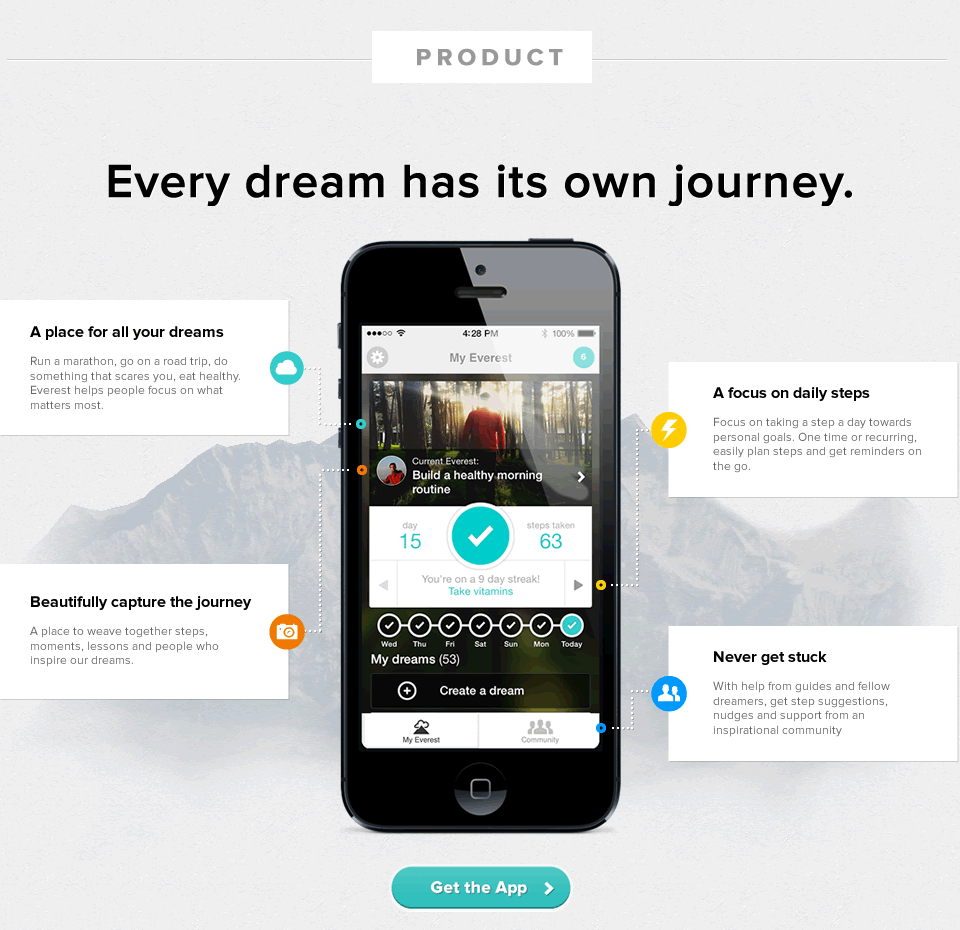 PRODUCT
Every dream has its own journey.
A place for all your dreams
Run a marathon, go on a road trip, do
something that scares you, eat healthy.
Everest helps people focus on what
matters most.
Beautifully capture the journey
A place to weave together steps,
moments, lessons and people who
inspire our dreams.
4:28 PM
100%
My Everest
6
Current Everest:
Build a healthy morning
routine
day
15
steps taken
63
You're on a 9 day streak!
Take vitamins
Wed Thu Fri Sat Sun Mon Today
My dreams (53)
Create a dream
My Everest
Community
A focus on daily steps
Focus on taking a step a day towards
personal goals. One time or recurring,
easily plan steps and get reminders on
the go.
Never get stuck
With help from guides and fellow
dreamers, get step suggestions,
nudges and support from an
inspirational community
Get the App